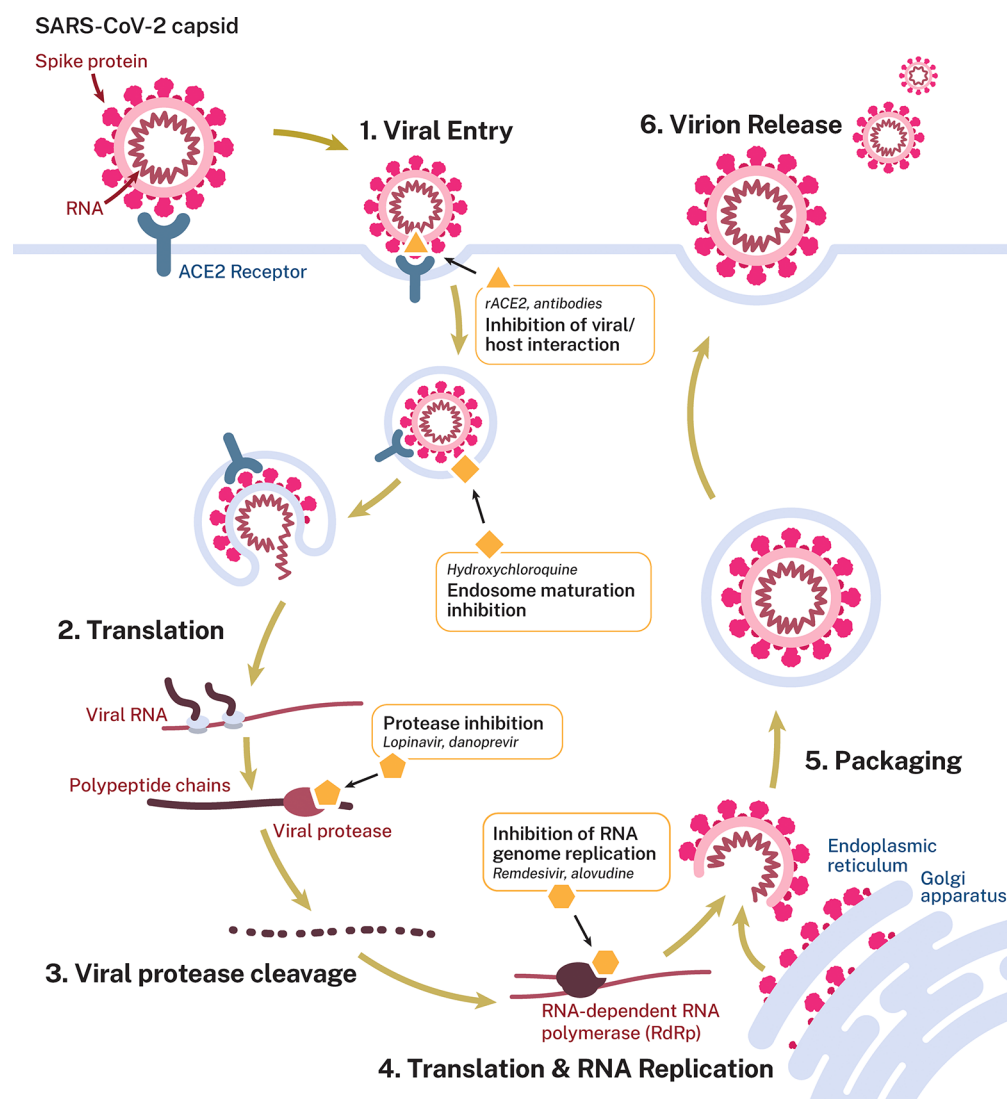 SARS-CoV-2 capsid
Spike protein
RNA
ACE2 Receptor
1. Viral Entry
6. Virion Release
rACE2, antibodies
Inhibition of viral/
host interaction
Hydroxychloroquine
Endosome maturation
inhibition
2. Translation
Viral RNA
Protease inhibition
Lopinavir, danoprevir
Polypeptide chains
Viral protease
5. Packaging
Inhibition of RNA
genome replication
Remdesivir, alovudine
Endoplasmic
reticulum
Golgi
apparatus
3. Viral protease cleavage
RNA-dependent RNA
polymerase (RdRp)
4. Translation & RNA Replication